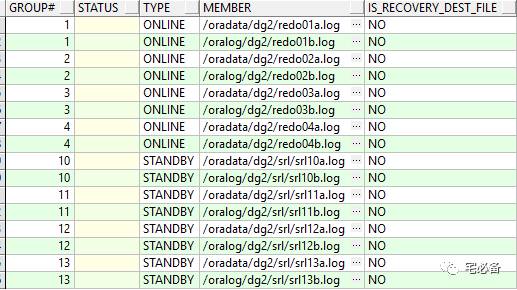 GROUP# STATUS TYPE MEMBER IS_RECOVERY_DEST_FILE
1 ONLINE /oradata/dg2/redo01a.log ··· NO
1 ONLINE /oralog/dg2/redo01b.log ··· NO
2 ONLINE /oradata/dg2/redo02a.log ··· NO
2 ONLINE /oralog/dg2/redo02b.log ··· NO
3 ONLINE /oradata/dg2/redo03a.log ··· NO
3 ONLINE /oralog/dg2/redo03b.log ··· NO
4 ONLINE /oradata/dg2/redo04a.log ··· NO
4 ONLINE /oralog/dg2/redo04b.log ··· NO
10 STANDBY /oradata/dg2/srl/srl10a.log ··· NO
10 STANDBY /oralog/dg2/srl/srl10b.log ··· NO
11 STANDBY /oradata/dg2/srl/srl11a.log ··· NO
11 STANDBY /oralog/dg2/srl/srl11b.log ··· NO
12 STANDBY /oradata/dg2/srl/srl12a.log ··· NO
12 STANDBY /oralog/dg2/srl/srl12b.log ··· NO
13 STANDBY /oradata/dg2/srl/srl13a.log ··· NO
13 STANDBY /oralog/dg2/srl/srl13b.log ··· NO
宅必备